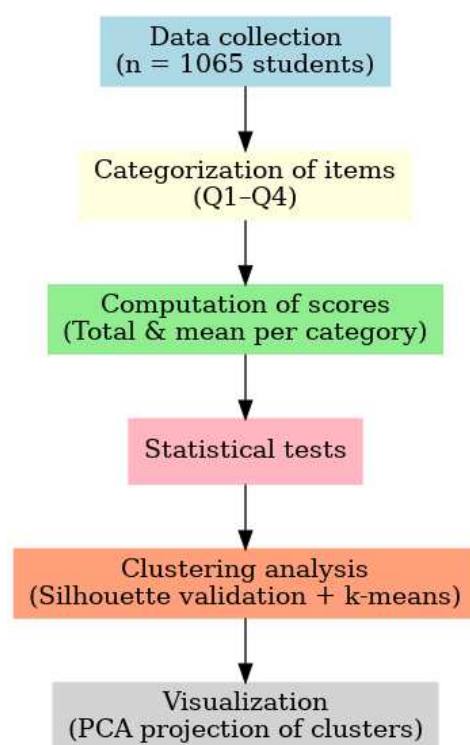 Data collection
(n = 1065 students)
Categorization of items
(Q1–Q4)
Computation of scores
(Total & mean per category)
Statistical tests
Clustering analysis
(Silhouette validation + k-means)
Visualization
(PCA projection of clusters)